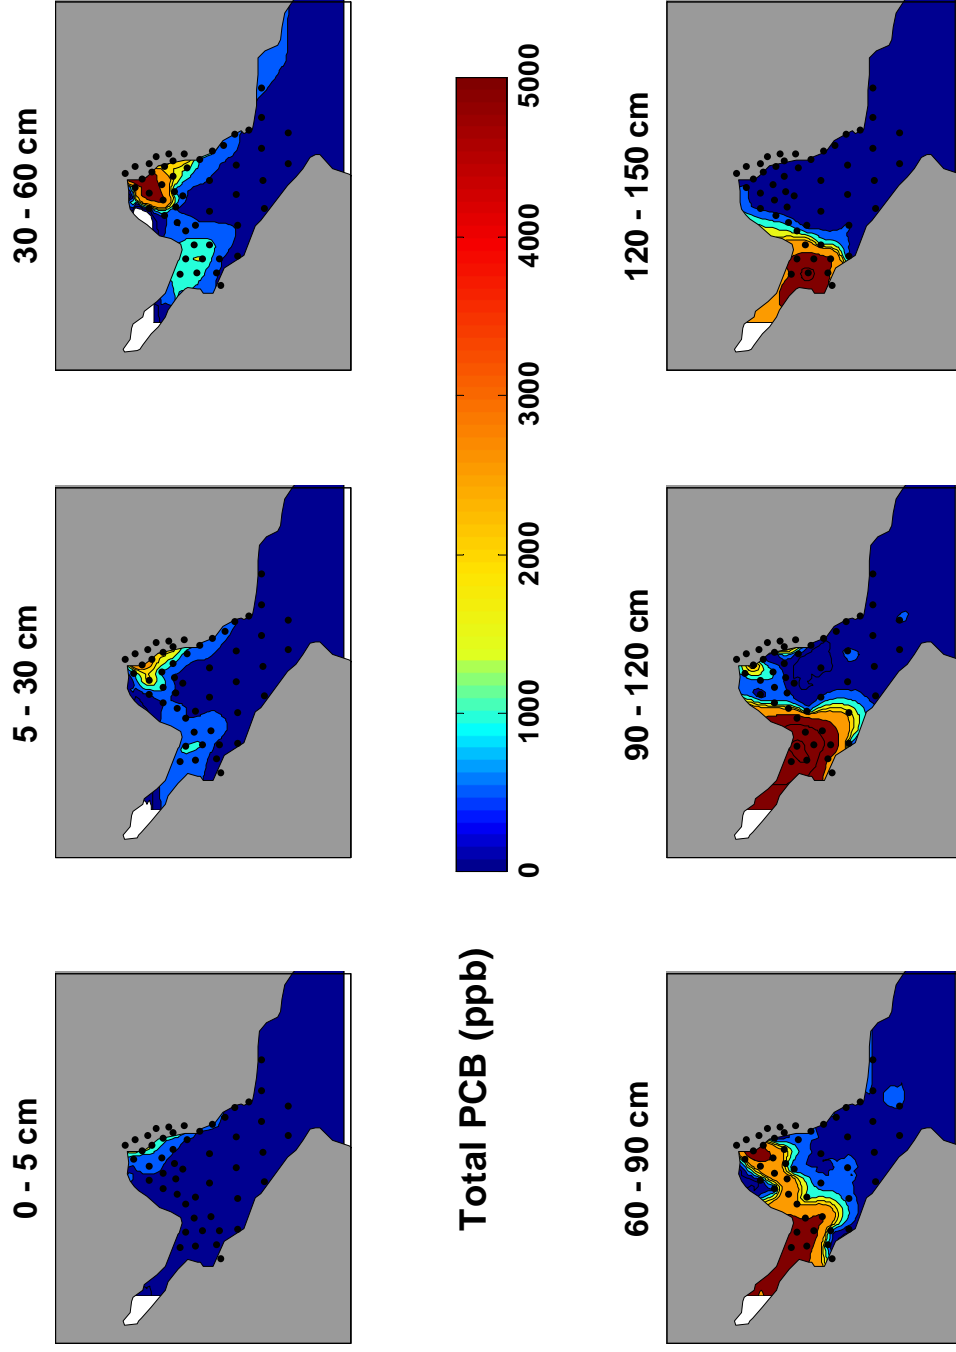 0 - 5 cm
5 - 30 cm
30 - 60 cm
Total PCB (ppb)
0
1000
2000
3000
4000
5000
60 - 90 cm
90 - 120 cm
120 - 150 cm